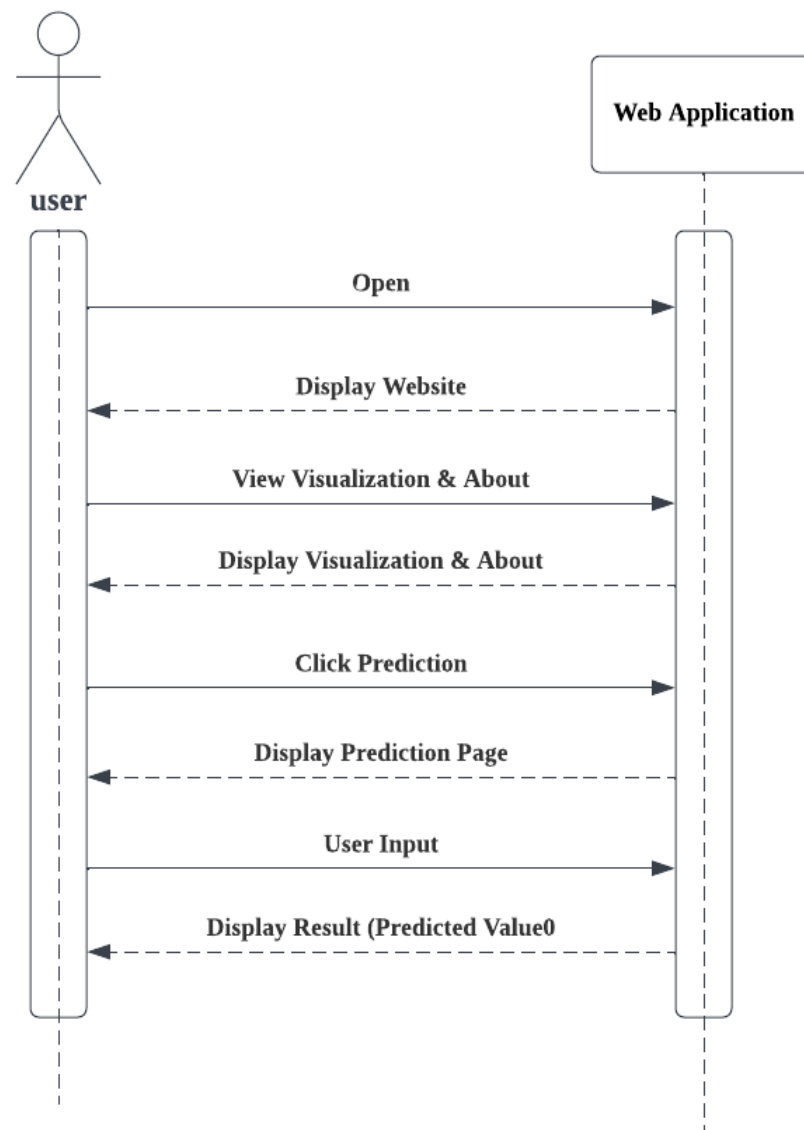 Web Application
user
Open
Display Website
View Visualization & About
Display Visualization & About
Click Prediction
Display Prediction Page
User Input
Display Result (Predicted Value0